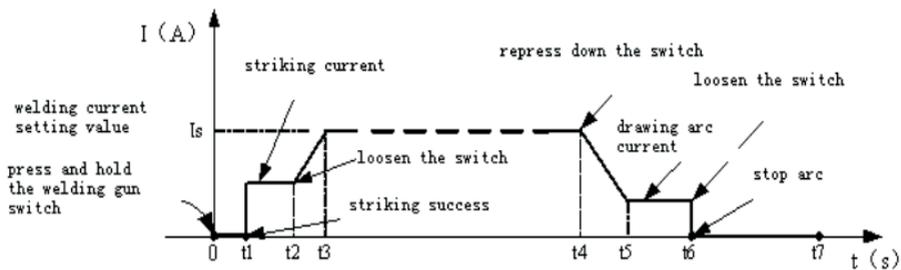 I (A)
repress down the switch
striking current
loosen the switch
welding current
setting value
Is
drawing arc
current
loosen the switch
press and hold
the welding gun
switch
stop arc
striking success
0 t1 t2 t3 t4 t5 t6 t7
t (s)